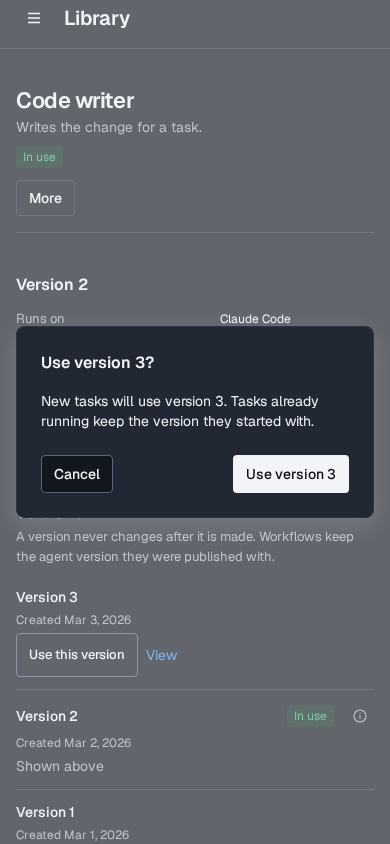 Library
Code writer
Writes the change for a task.
In use
More
Version 2
Runs on
Claude Code
Use version 3?
New tasks will use version 3. Tasks already
running keep the version they started with.
Cancel
Use version 3
A version never changes after it is made. Workflows keep
the agent version they were published with.
Version 3
Created Mar 3, 2026
Use this version
View
Version 2
In use
Created Mar 2, 2026
Shown above
Version 1
Created Mar 1, 2026